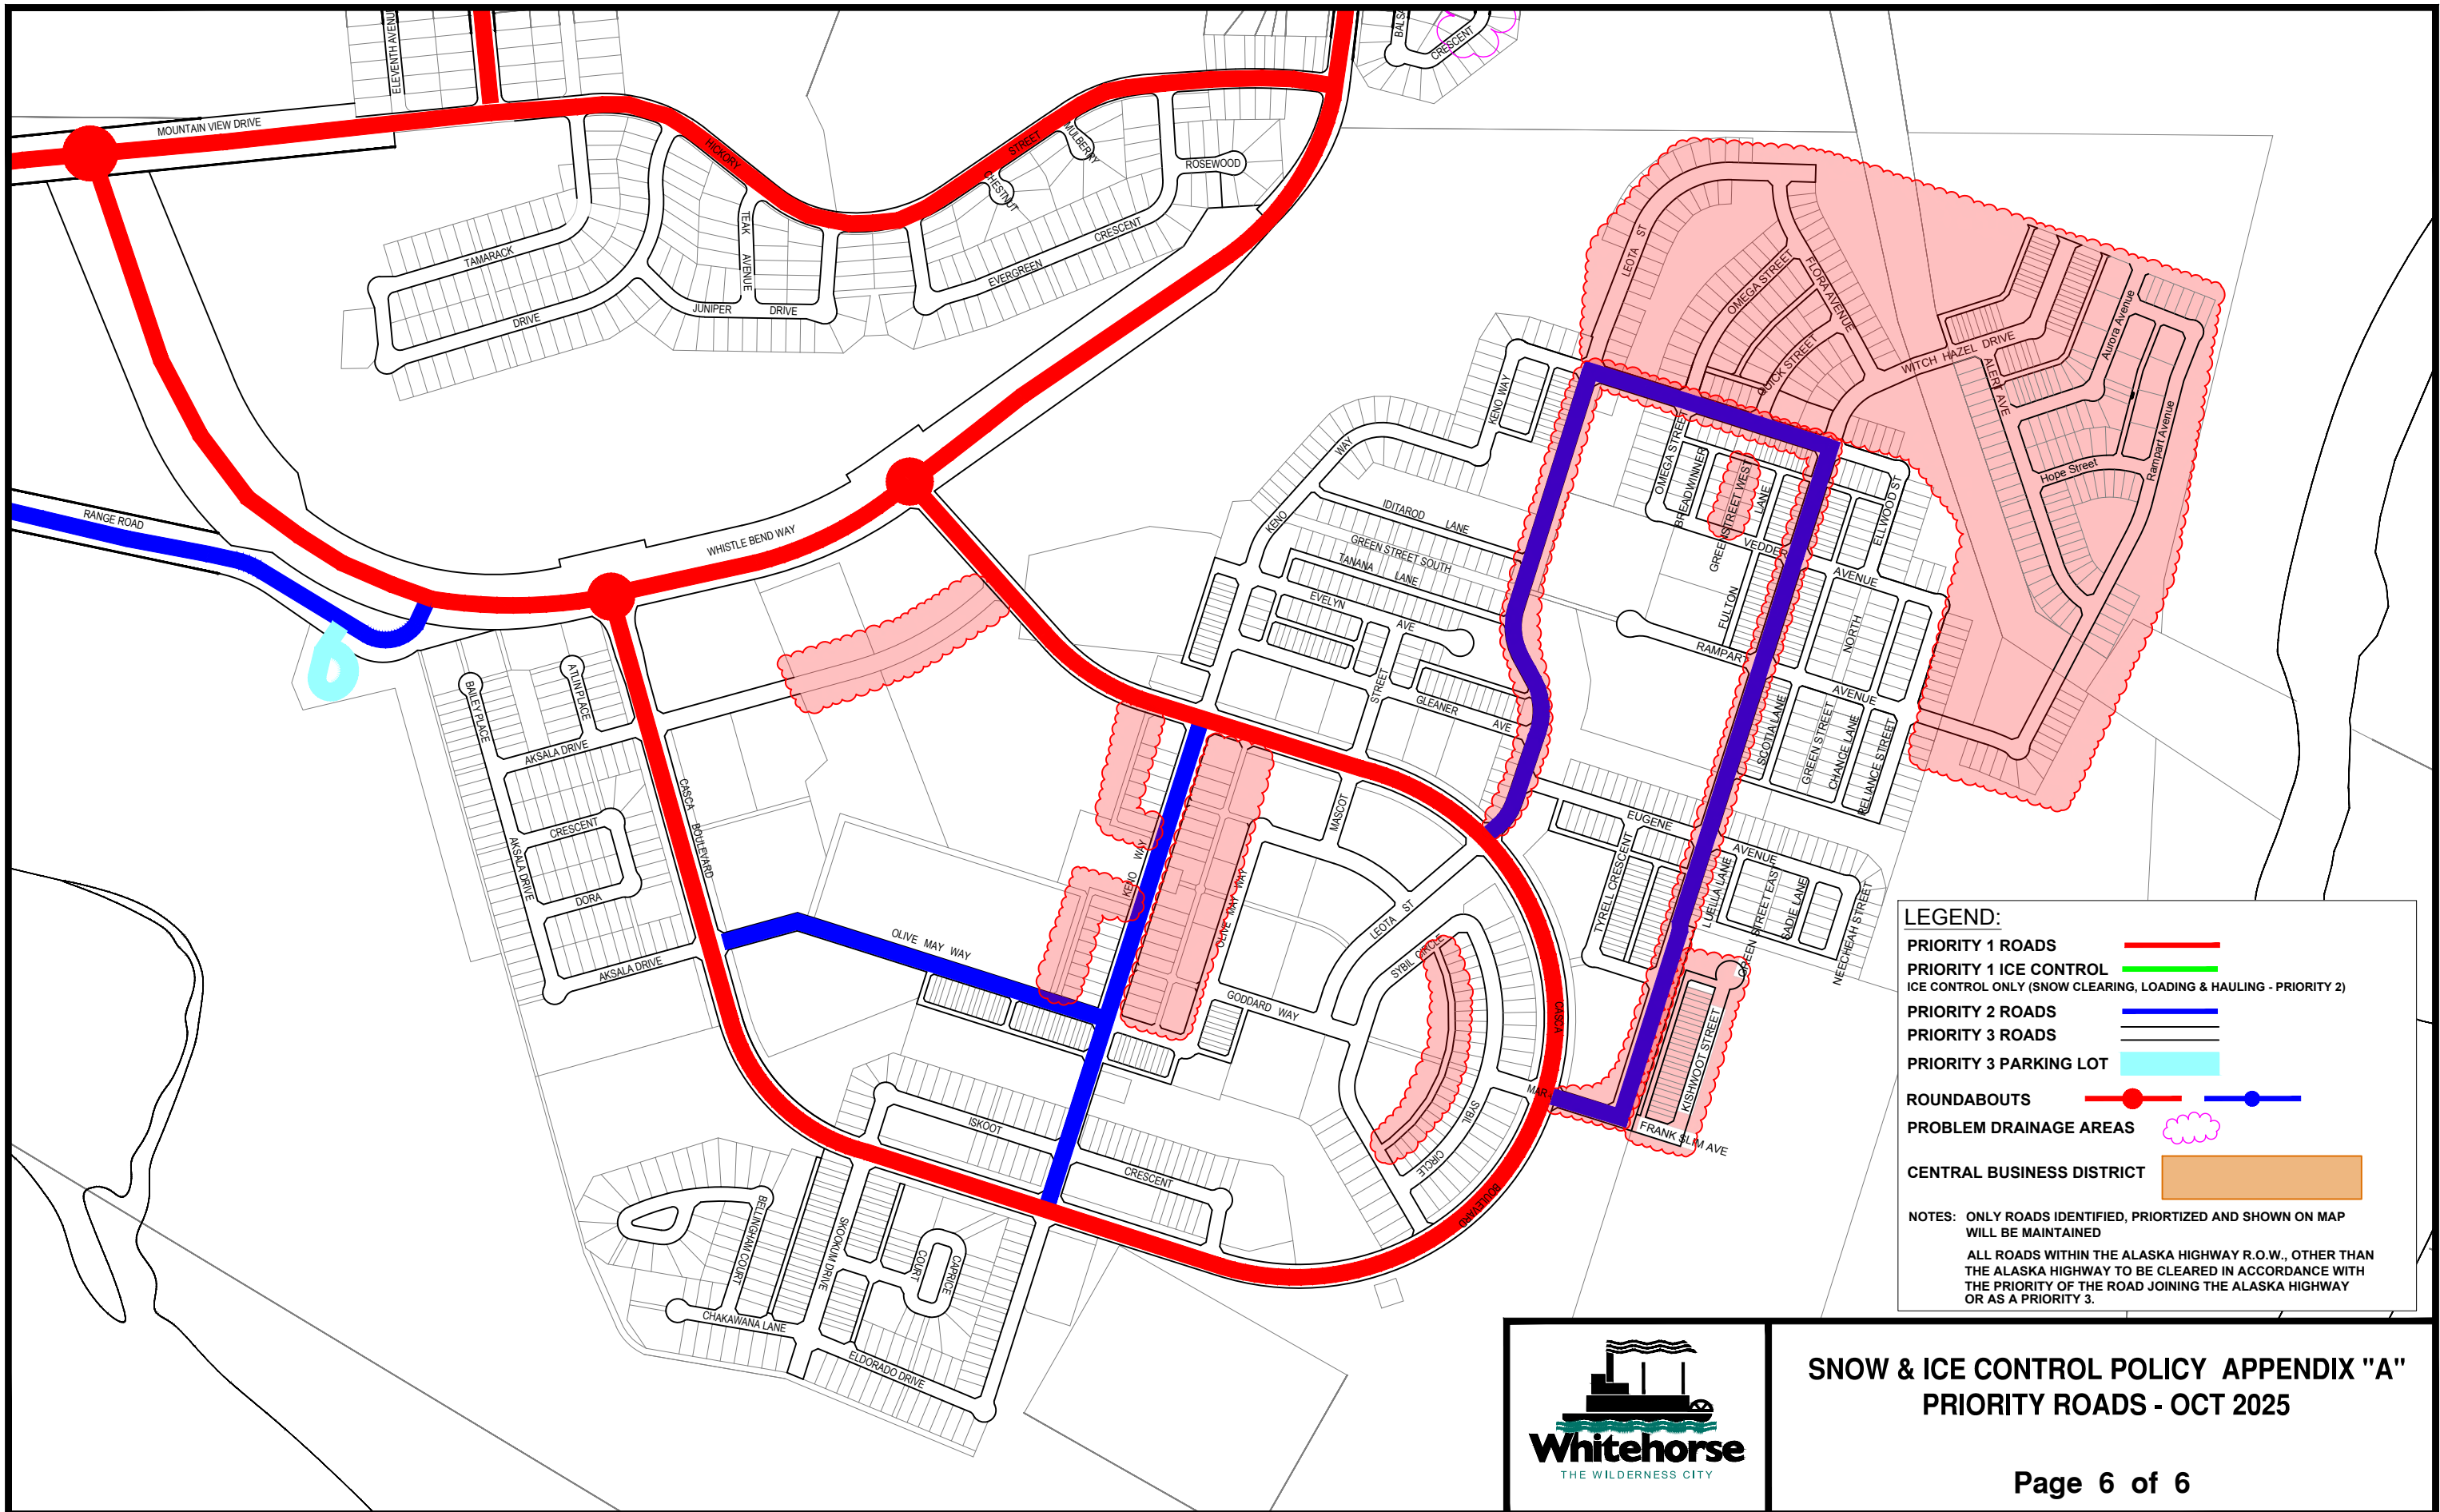 ELEVENTH AVENUE
MOUNTAIN VIEW DRIVE
HICKORY
STREET
MULBERRY
CHESTNUT
ROSEWOOD
CRESCENT
TAMARACK
DRIVE
TEAK
AVENUE
JUNIPER DRIVE
EVERGREEN
CRESCENT
RANGE ROAD
WHISTLE BEND WAY
LEOTA ST
OMEGA STREET
FLORA AVENUE
QUICK STREET
WITCH HAZEL DRIVE
ALERT AVE
Aurora Avenue
Rampart Avenue
Hope Street
KENO WAY
KENO
WAY
IDITAROD LANE
GREEN STREET SOUTH
TANANA LANE
EVELYN
AVE
STREET
GLEANER
AVE
OMEGA STREET
BREADWINNER
LANE
GREEN STREET WEST
VEDDER
AVENUE
ELLWOOD ST
FULTON
RAMPART
AVENUE
NORTH
GREEN STREET
SCOTIA LANE
CHANCE LANE
RELIANCE STREET
EUGENE
AVENUE
TYRELL CRESCENT
LUELLA LANE
GREEN STREET EAST
SADIE LANE
NEECHEAH STREET
KISHWOOT STREET
FRANK SLIM AVE
BAILEY PLACE
ATLIN PLACE
AKSALA DRIVE
CRESCENT
DORA
AKSALA DRIVE
AKSALA DRIVE
CASCA
BOULEVARD
OLIVE MAY WAY
KENO WAY
OLIVE MAY WAY
MASCOT
LEOTA ST
SYBIL CIRCLE
GODDARD WAY
SYBIL
CIRCLE
CASCA
BOULEVARD
ISKOOT
CRESCENT
BELLINGHAM COURT
SKOOKUM DRIVE
CAPRICE
COURT
CHAKAWANA LANE
ELDORADO DRIVE
LEGEND:
PRIORITY 1 ROADS
PRIORITY 1 ICE CONTROL
ICE CONTROL ONLY (SNOW CLEARING, LOADING & HAULING - PRIORITY 2)
PRIORITY 2 ROADS
PRIORITY 3 ROADS
PRIORITY 3 PARKING LOT
ROUNDABOUTS
PROBLEM DRAINAGE AREAS
CENTRAL BUSINESS DISTRICT
NOTES: ONLY ROADS IDENTIFIED, PRIORTIZED AND SHOWN ON MAP
WILL BE MAINTAINED
ALL ROADS WITHIN THE ALASKA HIGHWAY R.O.W., OTHER THAN
THE ALASKA HIGHWAY TO BE CLEARED IN ACCORDANCE WITH
THE PRIORITY OF THE ROAD JOINING THE ALASKA HIGHWAY
OR AS A PRIORITY 3.
Whitehorse
THE WILDERNESS CITY
SNOW & ICE CONTROL POLICY APPENDIX "A"
PRIORITY ROADS - OCT 2025
Page 6 of 6